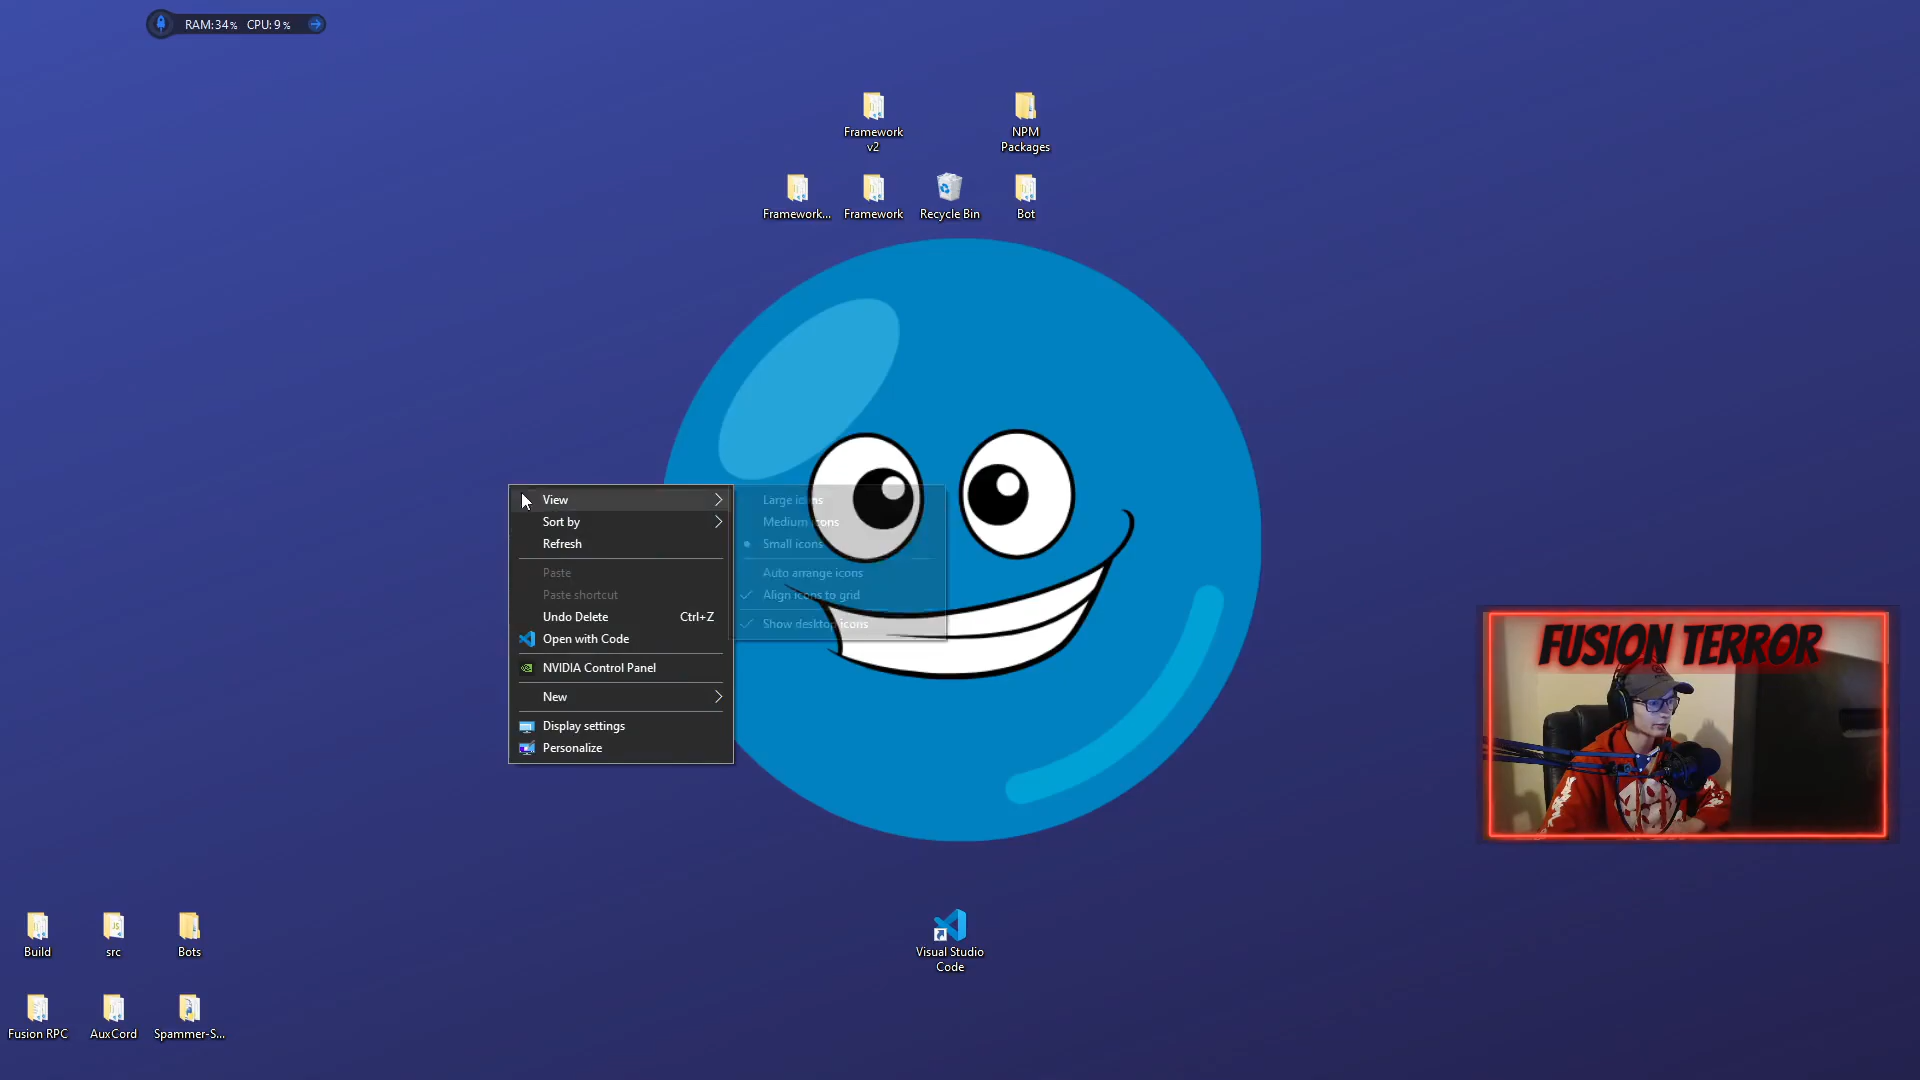 RAM:34% CPU:9%
Framework
v2
NPM
Packages
Framework...
Framework
Recycle Bin
Bot
View
Sort by
Refresh
Paste
Paste shortcut
Undo Delete Ctrl+Z
Open with Code
NVIDIA Control Panel
New
Display settings
Personalize
Large icons
Medium icons
Small icons
Auto arrange icons
Align icons to grid
Show desktop icons
FUSION TERROR
Build
src
Bots
Visual Studio
Code
Fusion RPC
AuxCord
Spammer-S...